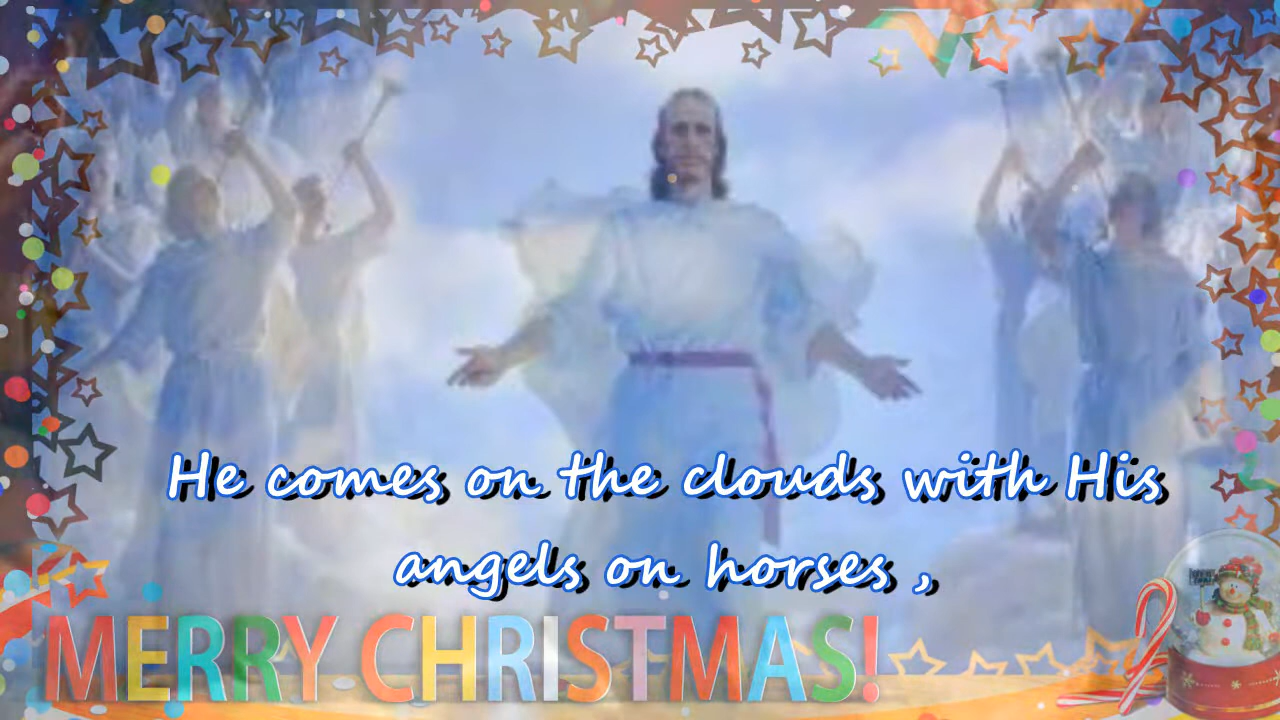 He comes on the clouds with His
angels on horses ,
MERRY CHRISTMAS!